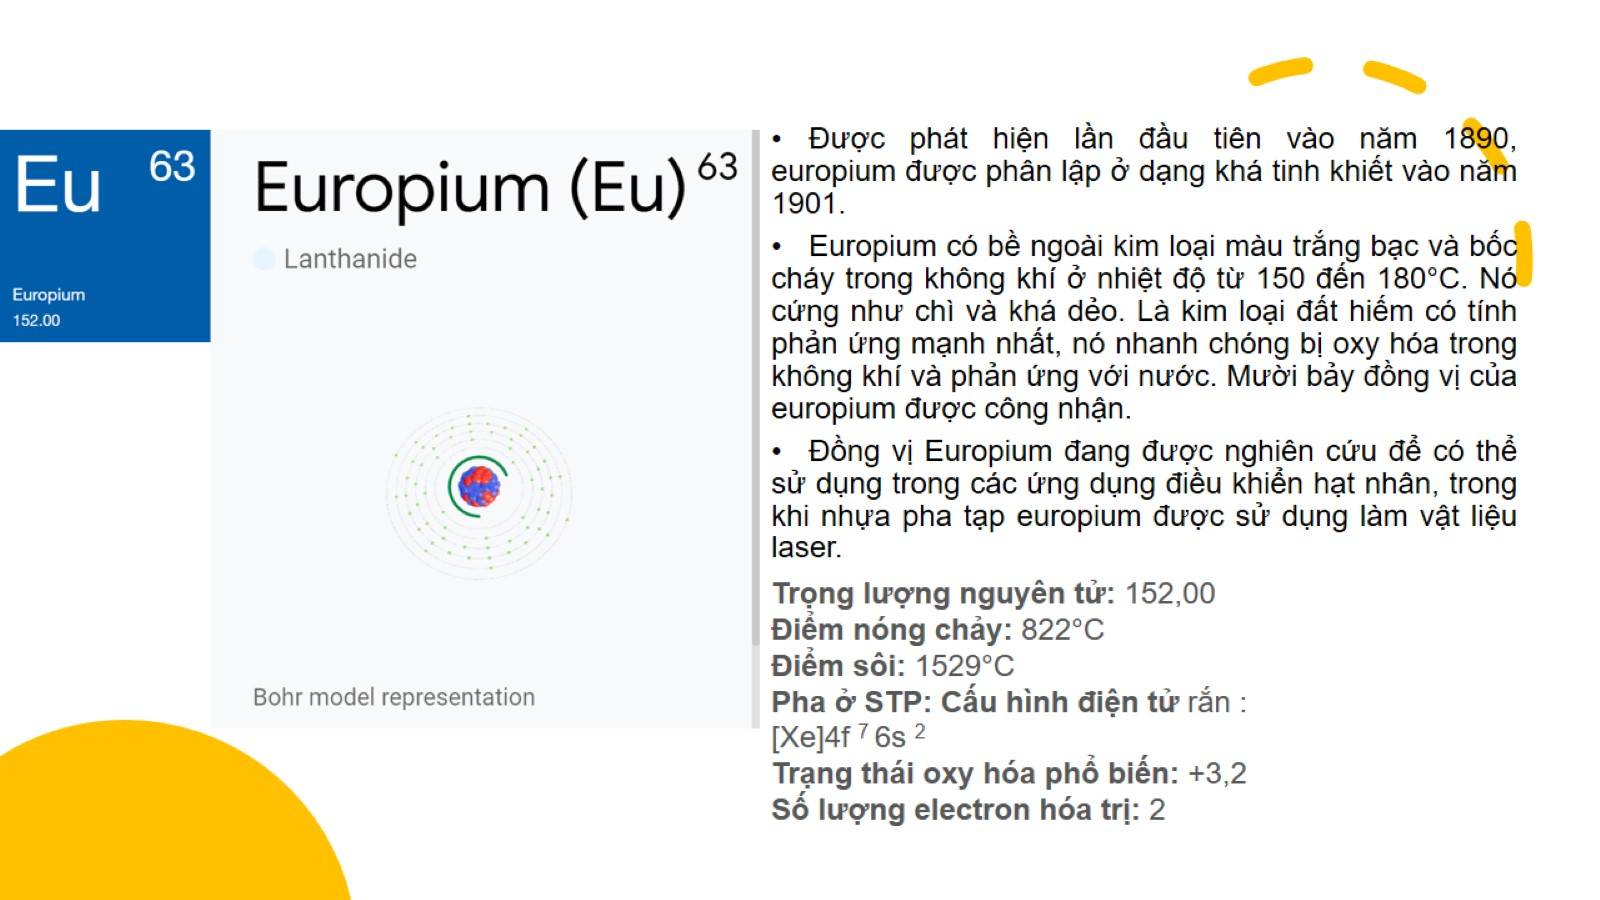 Eu 63
Europium
152.00
Europium (Eu) 63
Lanthanide
Bohr model representation
• Được phát hiện lần đầu tiên vào năm 1890,
europium được phân lập ở dạng khá tinh khiết vào năm
1901.
• Europium có bề ngoài kim loại màu trắng bạc và bốc
cháy trong không khí ở nhiệt độ từ 150 đến 180°C. Nó
cứng như chì và khá dẻo. Là kim loại đất hiếm có tính
phản ứng mạnh nhất, nó nhanh chóng bị oxy hóa trong
không khí và phản ứng với nước. Mười bảy đồng vị của
europium được công nhận.
• Đồng vị Europium đang được nghiên cứu để có thể
sử dụng trong các ứng dụng điều khiển hạt nhân, trong
khi nhựa pha tạp europium được sử dụng làm vật liệu
laser.
Trọng lượng nguyên tử: 152,00
Điểm nóng chảy: 822°C
Điểm sôi: 1529°C
Pha ở STP: Cấu hình điện tử rắn :
[Xe]4f 7 6s 2
Trạng thái oxy hóa phổ biến: +3,2
Số lượng electron hóa trị: 2